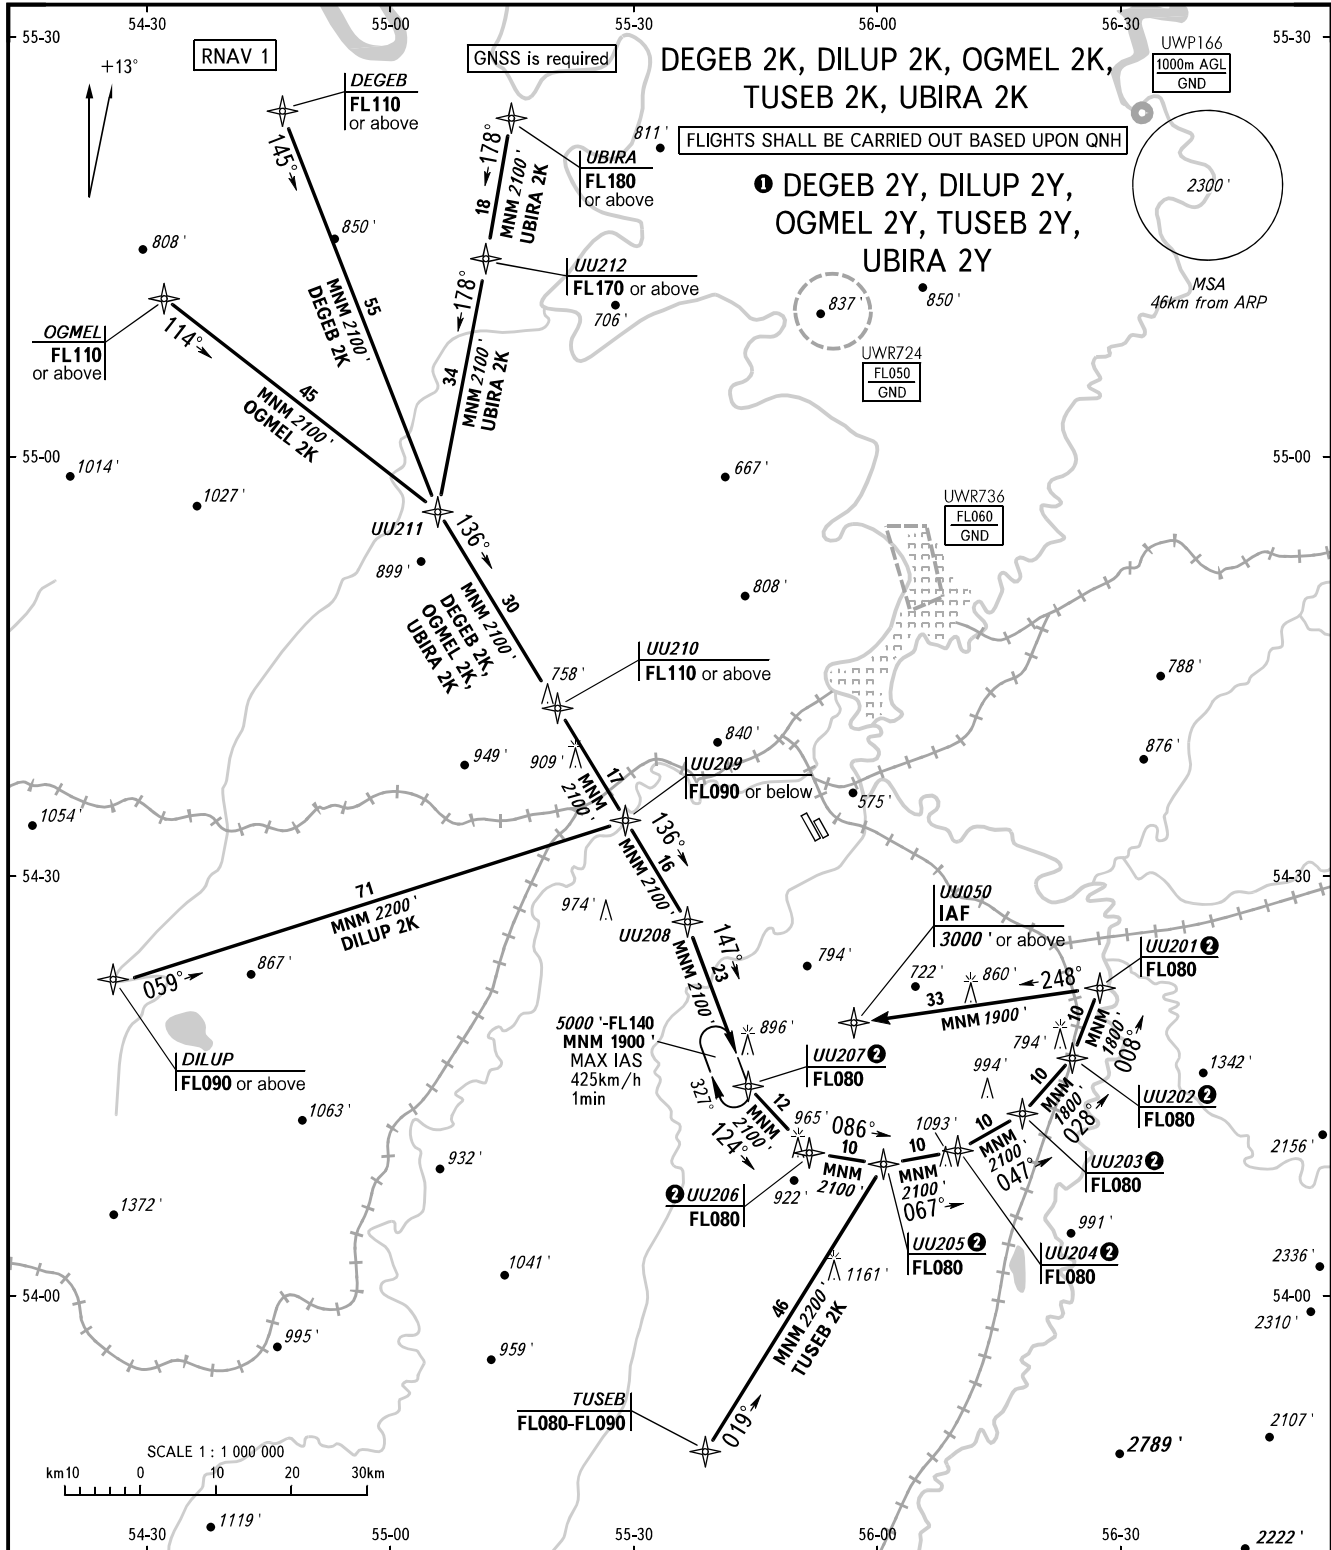 54-30
55-00
55-30
56-00
56-30
55-30
55-30
RNAV 1
GNSS is required
DEGEB 2K, DILUP 2K, OGMEL 2K,
TUSEB 2K, UBIRA 2K
FLIGHTS SHALL BE CARRIED OUT BASED UPON QNH
❶ DEGEB 2Y, DILUP 2Y,
OGMEL 2Y, TUSEB 2Y,
UBIRA 2Y
UWP166
1000m AGL
GND
2300'
MSA
46km from ARP
+13°
DEGEB
FL110
or above
145°
178°
18
MNM 2100'
UBIRA 2K
UBIRA
FL180
or above
811'
808'
850'
UU212
FL170 or above
706'
837'
850'
UWR724
FL050
GND
OGMEL
FL110
or above
114°
45
MNM 2100'
OGMEL 2K
55
MNM 2100'
DEGEB 2K
178°
34
MNM 2100'
UBIRA 2K
55-00
55-00
1014'
1027'
667'
UWR736
FL060
GND
UU211
136°
899'
30
MNM 2100'
DEGEB 2K,
OGMEL 2K,
UBIRA 2K
808'
UU210
FL110 or above
758'
788'
840'
876'
949'
909'
17
MNM
2100'
UU209
FL090 or below
575'
1054'
136°
16
MNM 2100'
54-30
54-30
71
MNM 2200'
DILUP 2K
974'
UU208
147°
23
MNM 2100'
UU050
IAF
3000' or above
UU201❷
FL080
794'
722'
860'
248°
33
MNM 1900'
059°
867'
DILUP
FL090 or above
5000'-FL140
MNM 1900'
MAX IAS
425km/h
1min
327°
896'
UU207❷
FL080
794'
10
MNM
1800'
008°
1342'
994'
10
MNM
1800'
028°
UU202❷
FL080
1063'
12
MNM
2100'
124°
965'
086°
10
MNM
2100'
1093'
10
MNM
2100'
067°
10
MNM
2100'
047°
UU203❷
FL080
2156'
932'
922'
❷UU206
FL080
1372'
991'
UU205❷
FL080
UU204❷
FL080
1041'
1161'
2336'
54-00
54-00
46
MNM 2200'
TUSEB 2K
2310'
995'
959'
TUSEB
FL080-FL090
019°
2107'
2789'
SCALE 1 : 1 000 000
km10
0
10
20
30km
1119'
2222'
54-30
55-00
55-30
56-00
56-30